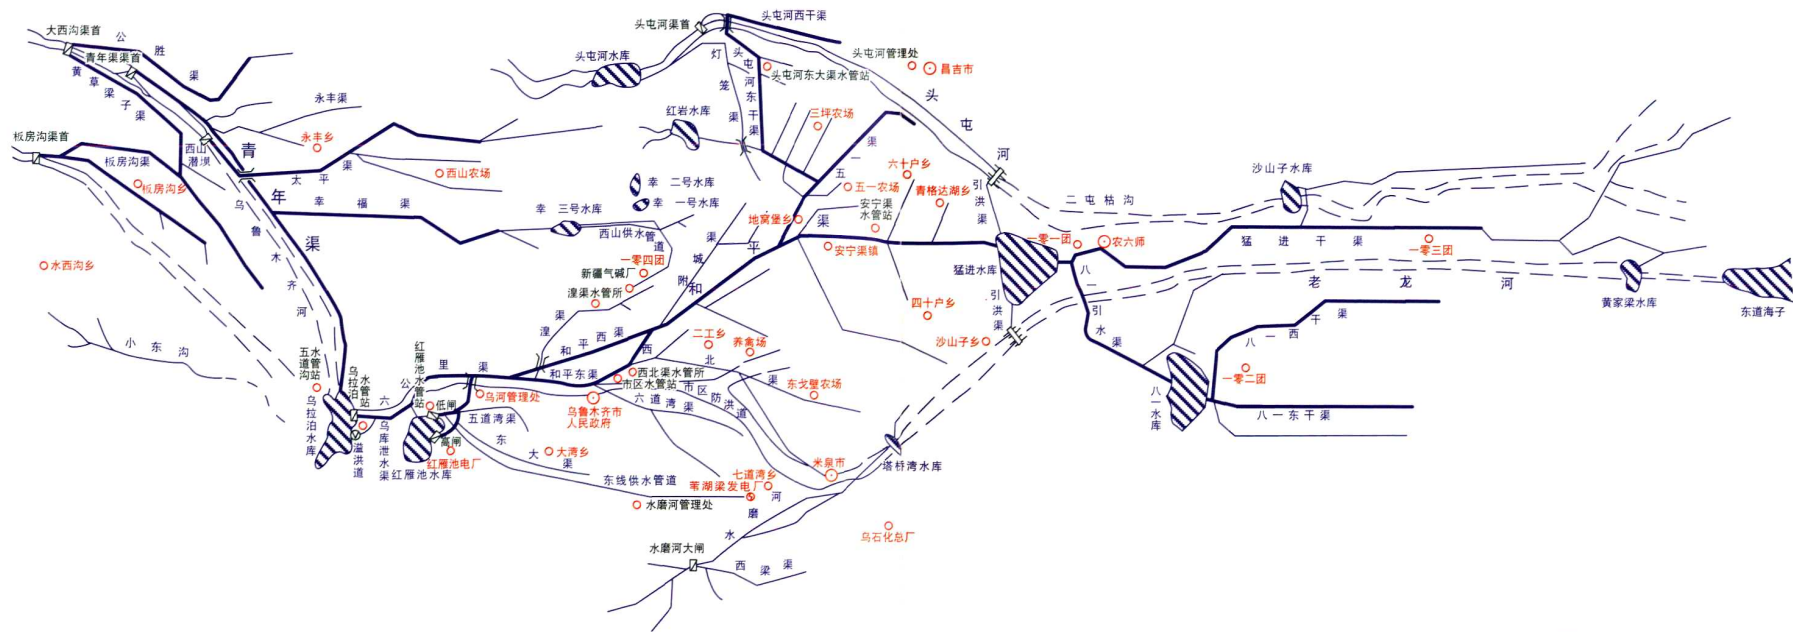 大西沟渠首
公胜渠
青年渠渠首
黄草梁子渠
板房沟渠首
板房沟渠
板房沟乡
西山潜坝
永丰渠
永丰乡
青年渠
太平渠
西山农场
幸福渠
乌鲁木齐河
水西沟乡
小东沟
五道沟水管站
乌拉泊水管站
乌拉泊水库
溢洪道
六公里渠
乌库泄水渠
红雁池水管站
低闸
高闸
红雁池电厂
红雁池水库
头屯河渠首
头屯河西干渠
头屯河水库
灯笼渠
头屯河东干渠
头屯河东大渠水管站
头屯河管理处
昌吉市
红岩水库
三坪农场
头屯河
五一渠
六十户乡
五一农场
青格达湖乡
安宁渠水管站
幸 二号水库
幸 一号水库
幸 三号水库
西山供水管道
地窝堡乡
安宁渠镇
一零四团
新疆气碱厂
湟渠水管所
湟渠
附城渠
和平渠
和平西渠
和平东渠
西北渠
二工乡
养禽场
西北渠水管所
市区水管站
市区防洪道
东戈壁农场
乌河管理处
乌鲁木齐市
人民政府
六道湾渠
五道湾渠
东大渠
大湾乡
东线供水管道
七道湾乡
苇湖梁发电厂
水磨河管理处
水磨河
米泉市
塔桥湾水库
乌石化总厂
水磨河大闸
西梁渠
四十户乡
沙山子乡
引洪渠
猛进水库
引洪渠
一零一团
农六师
二屯枯沟
沙山子水库
猛进干渠
一零三团
老龙河
黄家梁水库
东道海子
八一引水渠
八一西干渠
一零二团
八一水库
八一东干渠